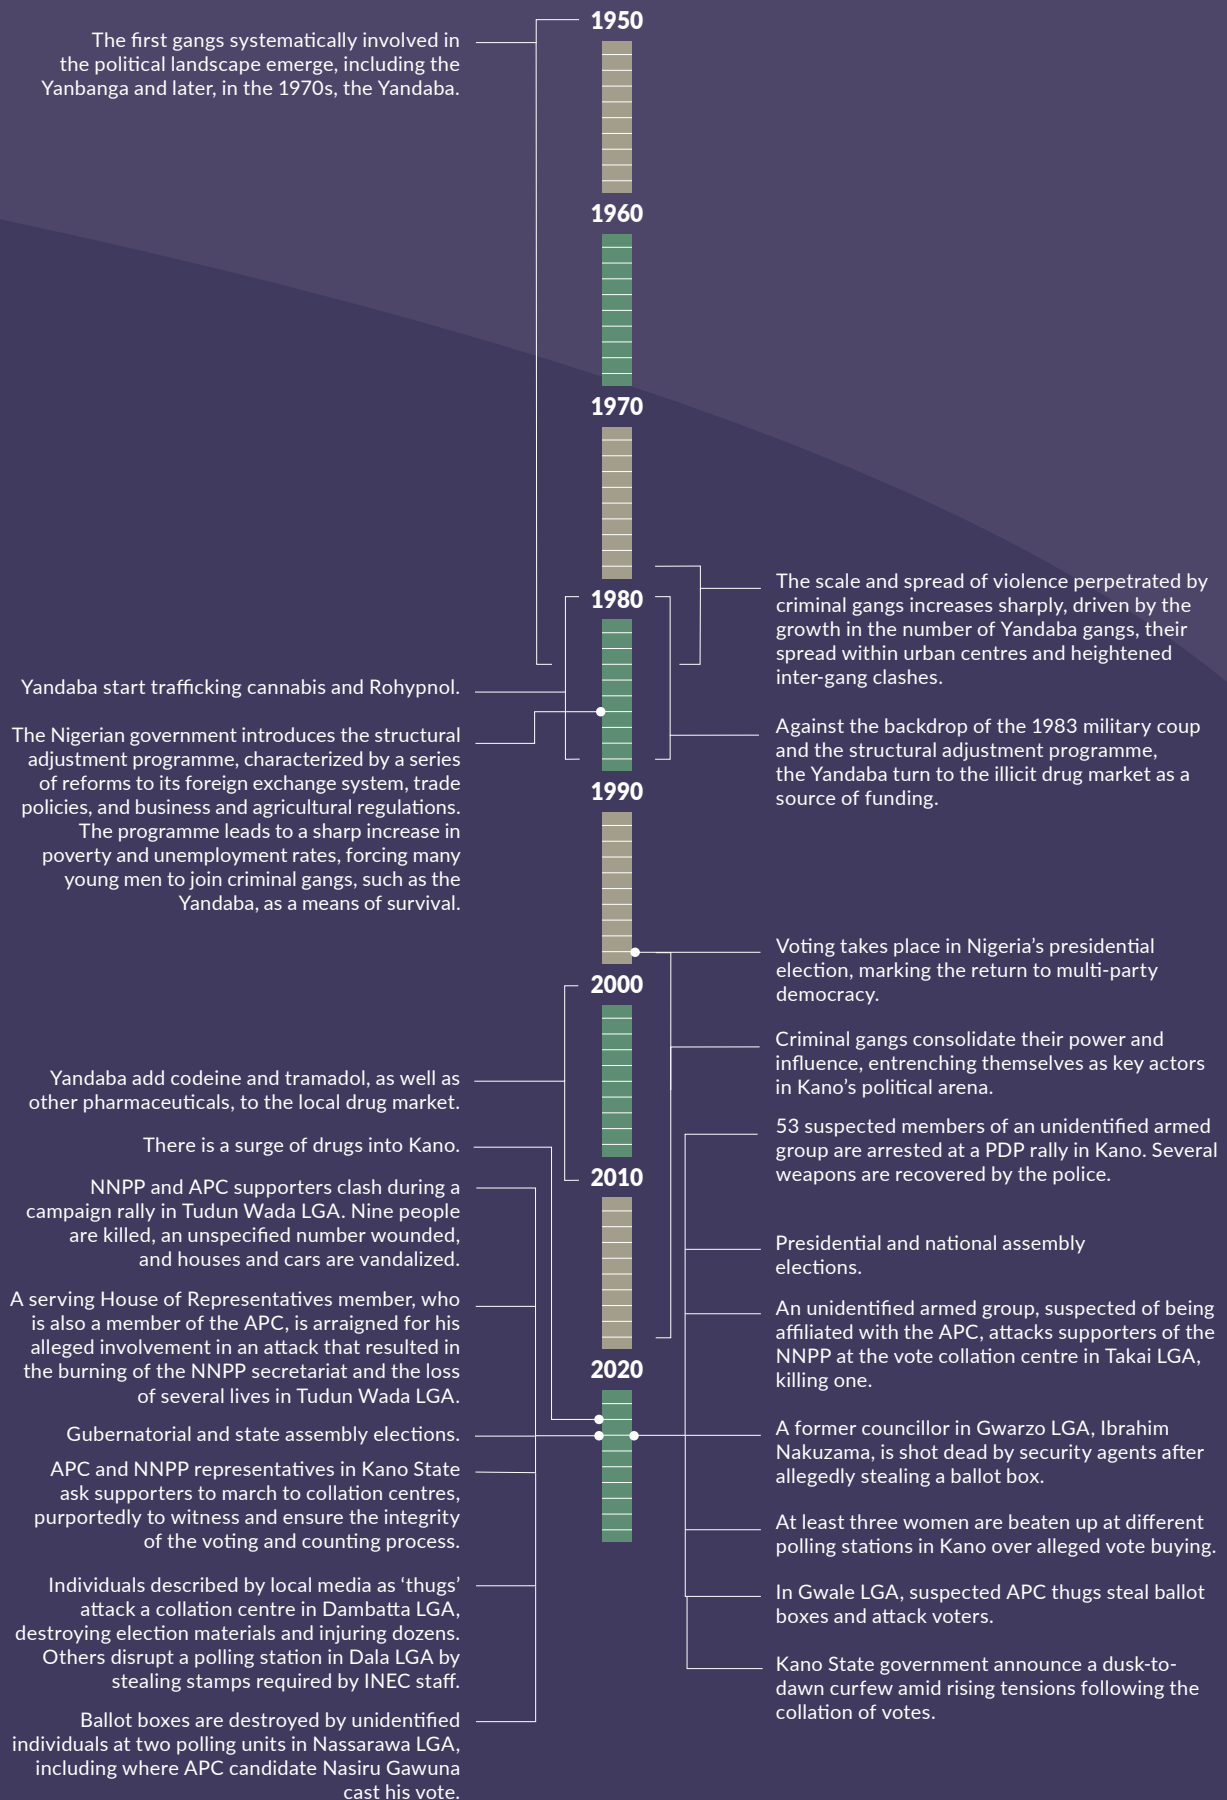 1950
The first gangs systematically involved in
the political landscape emerge, including the
Yanbanga and later, in the 1970s, the Yandaba.
1960
1970
The scale and spread of violence perpetrated by
criminal gangs increases sharply, driven by the
growth in the number of Yandaba gangs, their
spread within urban centres and heightened
inter-gang clashes.
1980
Yandaba start trafficking cannabis and Rohypnol.
The Nigerian government introduces the structural
adjustment programme, characterized by a series
of reforms to its foreign exchange system, trade
policies, and business and agricultural regulations.
The programme leads to a sharp increase in
poverty and unemployment rates, forcing many
young men to join criminal gangs, such as the
Yandaba, as a means of survival.
Against the backdrop of the 1983 military coup
and the structural adjustment programme,
the Yandaba turn to the illicit drug market as a
source of funding.
1990
Voting takes place in Nigeria's presidential
election, marking the return to multi-party
democracy.
2000
Criminal gangs consolidate their power and
influence, entrenching themselves as key actors
in Kano's political arena.
Yandaba add codeine and tramadol, as well as
other pharmaceuticals, to the local drug market.
There is a surge of drugs into Kano.
53 suspected members of an unidentified armed
group are arrested at a PDP rally in Kano. Several
weapons are recovered by the police.
2010
NNPP and APC supporters clash during a
campaign rally in Tudun Wada LGA. Nine people
are killed, an unspecified number wounded,
and houses and cars are vandalized.
Presidential and national assembly
elections.
A serving House of Representatives member, who
is also a member of the APC, is arraigned for his
alleged involvement in an attack that resulted in
the burning of the NNPP secretariat and the loss
of several lives in Tudun Wada LGA.
An unidentified armed group, suspected of being
affiliated with the APC, attacks supporters of the
NNPP at the vote collation centre in Takai LGA,
killing one.
2020
Gubernatorial and state assembly elections.
A former councillor in Gwarzo LGA, Ibrahim
Nakuzama, is shot dead by security agents after
allegedly stealing a ballot box.
APC and NNPP representatives in Kano State
ask supporters to march to collation centres,
purportedly to witness and ensure the integrity
of the voting and counting process.
At least three women are beaten up at different
polling stations in Kano over alleged vote buying.
Individuals described by local media as ‘thugs’
attack a collation centre in Dambatta LGA,
destroying election materials and injuring dozens.
Others disrupt a polling station in Dala LGA by
stealing stamps required by INEC staff.
In Gwale LGA, suspected APC thugs steal ballot
boxes and attack voters.
Kano State government announce a dusk-to-
dawn curfew amid rising tensions following the
collation of votes.
Ballot boxes are destroyed by unidentified
individuals at two polling units in Nassarawa LGA,
including where APC candidate Nasiru Gawuna
cast his vote.